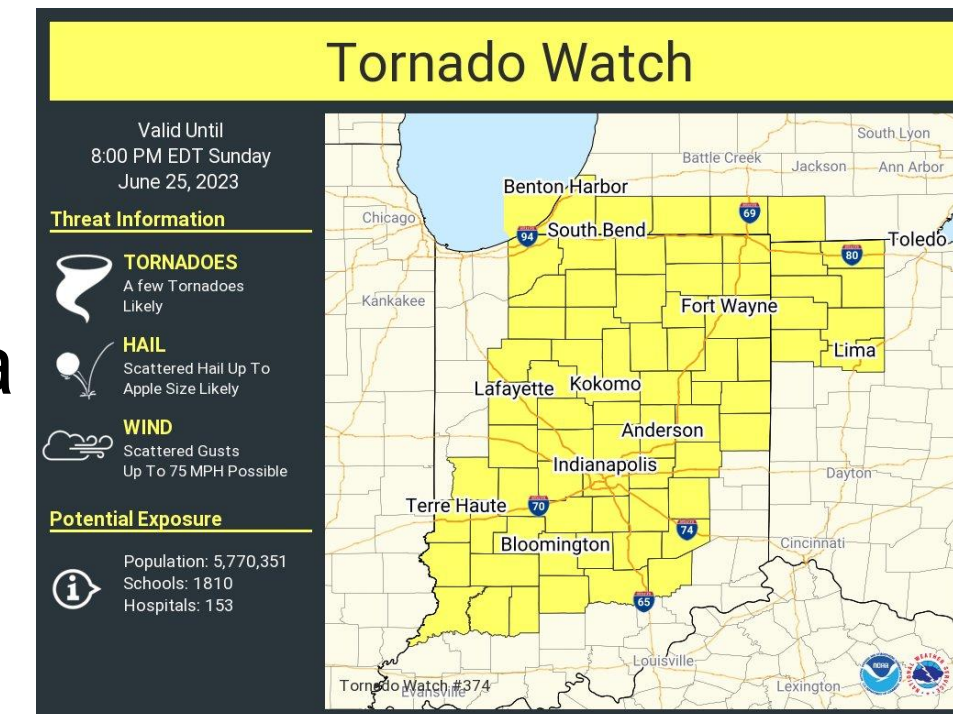 a
Tornado Watch
Valid Until
8:00 PM EDT Sunday
June 25, 2023
Threat Information
TORNADOES
A few Tornadoes
Likely
HAIL
Scattered Hail Up To
Apple Size Likely
WIND
Scattered Gusts
Up To 75 MPH Possible
Potential Exposure
Population: 5,770,351
Schools: 1810
Hospitals: 153
South Lyon
Battle Creek
Jackson
Ann Arbor
Benton Harbor
Chicago
69
94
South Bend
Toledo
80
Kankakee
Fort Wayne
Lima
Lafayette
Kokomo
Anderson
Indianapolis
Dayton
Terre Haute
70
74
Bloomington
Cincinnati
65
Louisville
Tornado Watch #374
Evansville
Lexington
NOAA
NATIONAL WEATHER SERVICE